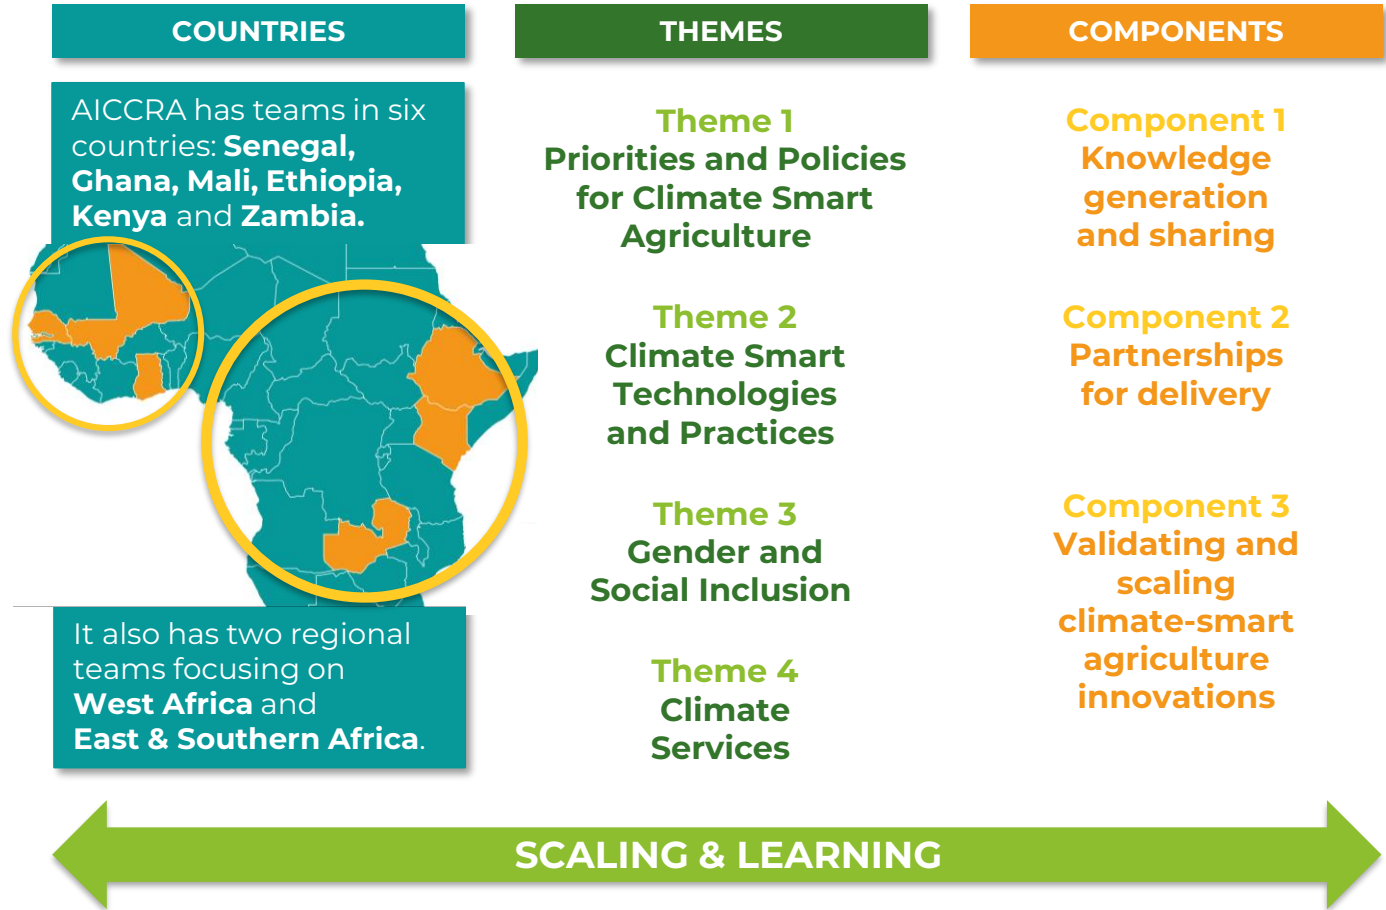 COUNTRIES
AICCRA has teams in six
countries: Senegal,
Ghana, Mali, Ethiopia,
Kenya and Zambia.
It also has two regional
teams focusing on
West Africa and
East & Southern Africa.
THEMES
Theme 1
Priorities and Policies
for Climate Smart
Agriculture
Theme 2
Climate Smart
Technologies
and Practices
Theme 3
Gender and
Social Inclusion
Theme 4
Climate
Services
COMPONENTS
Component 1
Knowledge
generation
and sharing
Component 2
Partnerships
for delivery
Component 3
Validating and
scaling
climate-smart
agriculture
innovations
SCALING & LEARNING